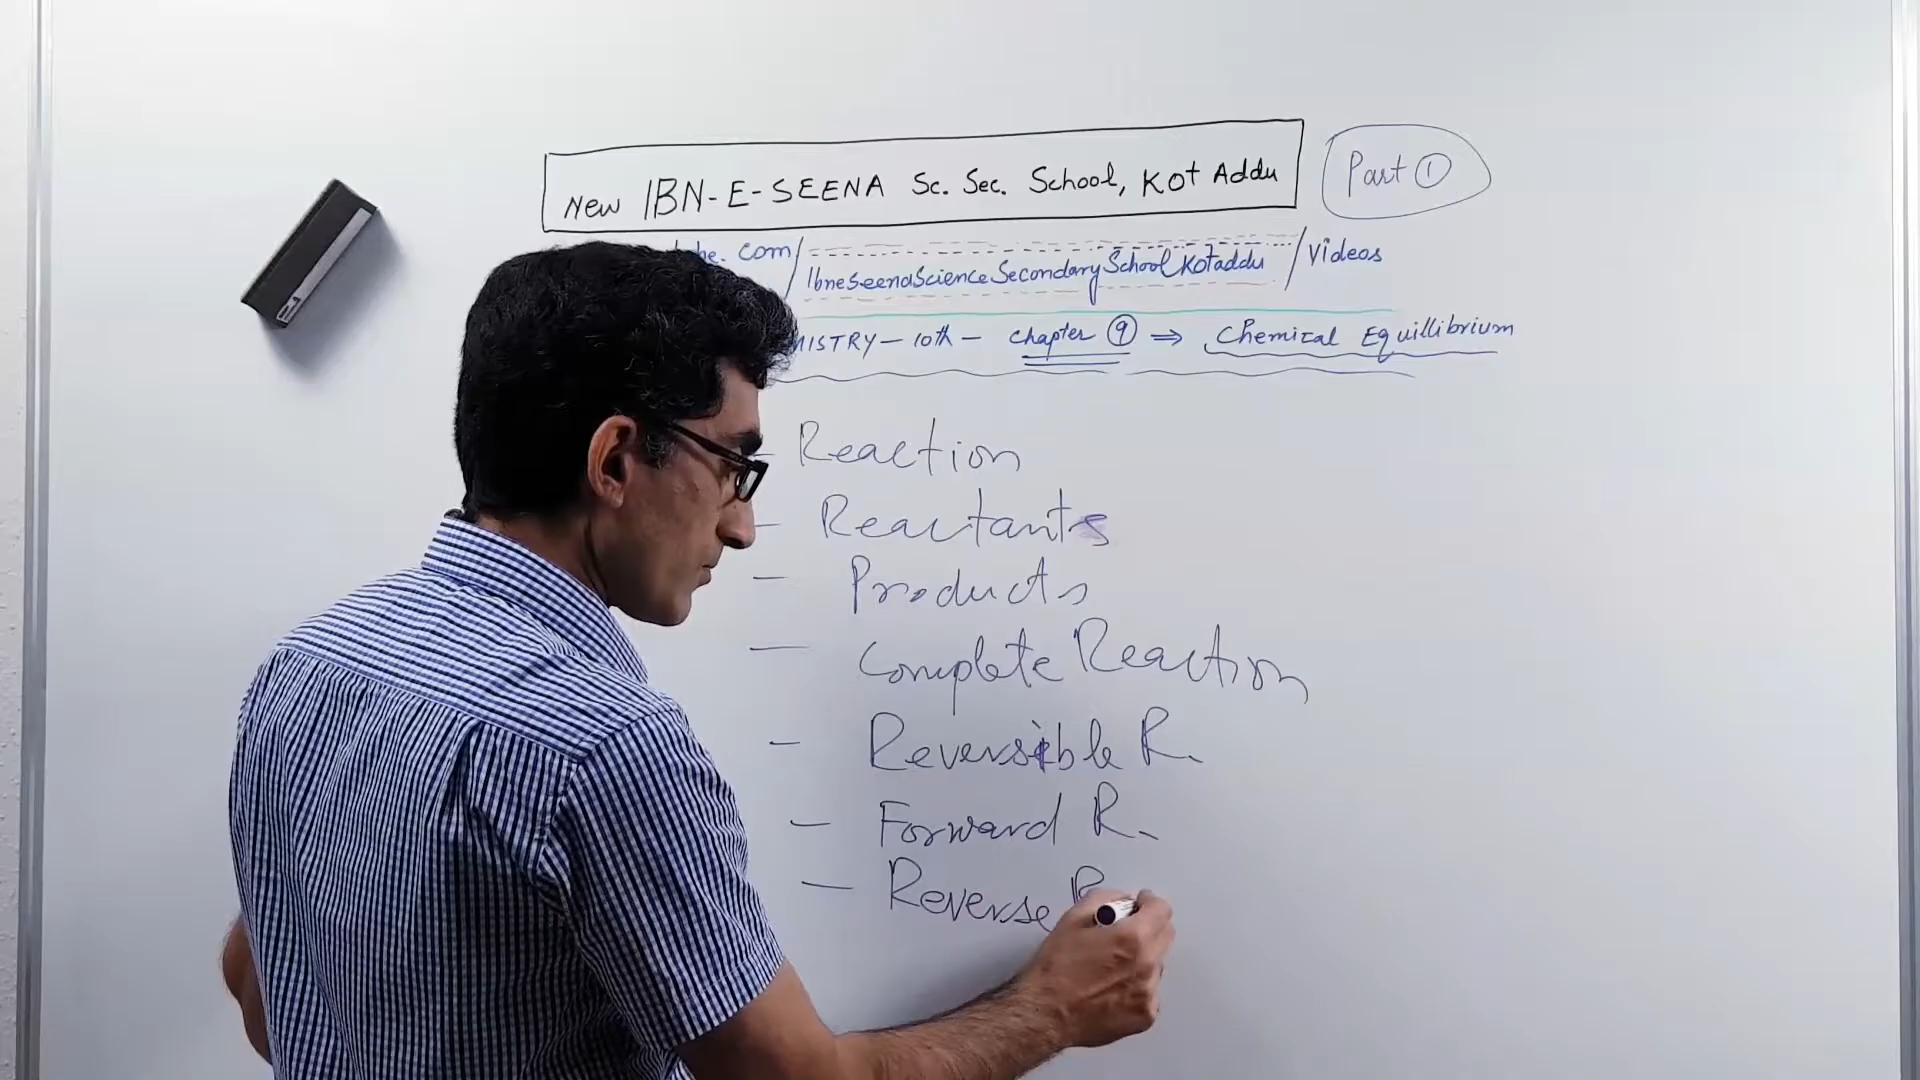 New IBN-E-SEENA Sc. Sec. School, Kot Addu
Part 1
be.com/IbneSeenaScienceSecondarySchoolKotaddu/Videos
MISTRY - 10th - Chapter 9 ⇒ Chemical Equillibrium
- Reaction
- Reactants
- Products
- Complete Reaction
- Reversible R.
- Forward R.
- Reverse R